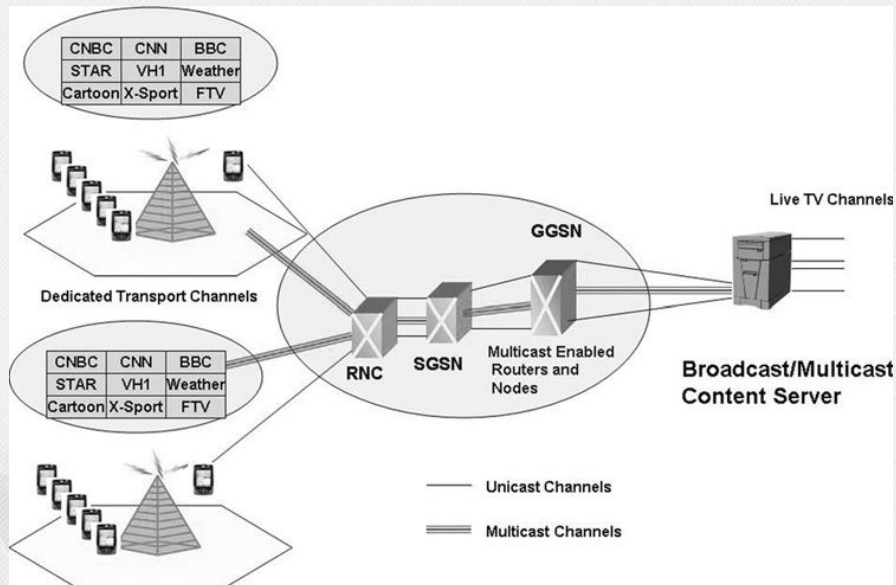 CNBC CNN BBC
STAR VH1 Weather
Cartoon X-Sport FTV
Dedicated Transport Channels
CNBC CNN BBC
STAR VH1 Weather
Cartoon X-Sport FTV
RNC
SGSN
GGSN
Multicast Enabled
Routers and
Nodes
Live TV Channels
Broadcast/Multicast
Content Server
Unicast Channels
Multicast Channels